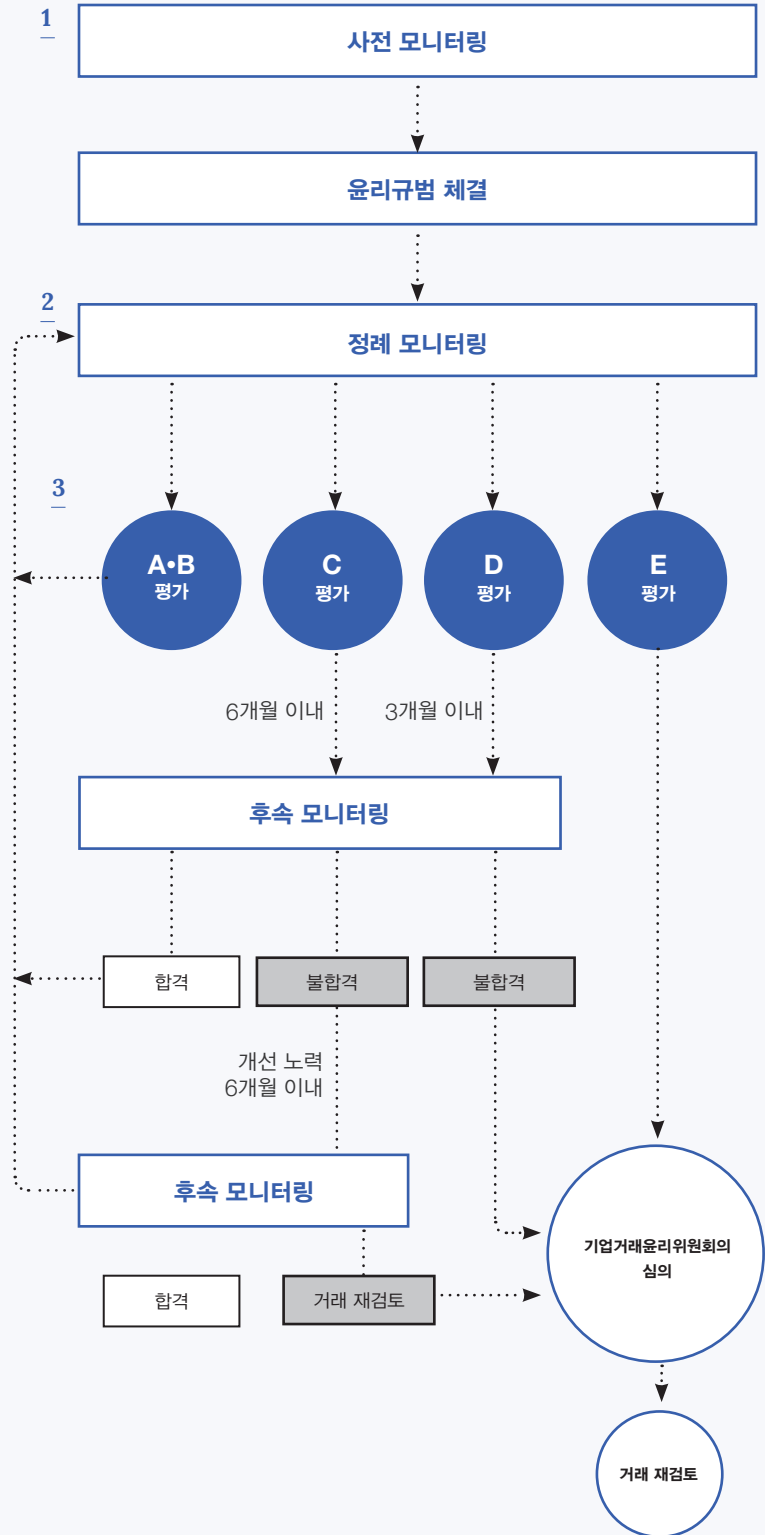 1
사전 모니터링
윤리규범 체결
2
정례 모니터링
3
A•B
평가
C
평가
D
평가
E
평가
6개월 이내
3개월 이내
후속 모니터링
합격
불합격
불합격
개선 노력
6개월 이내
후속 모니터링
기업거래윤리위원회의
심의
합격
거래 재검토
거래 재검토